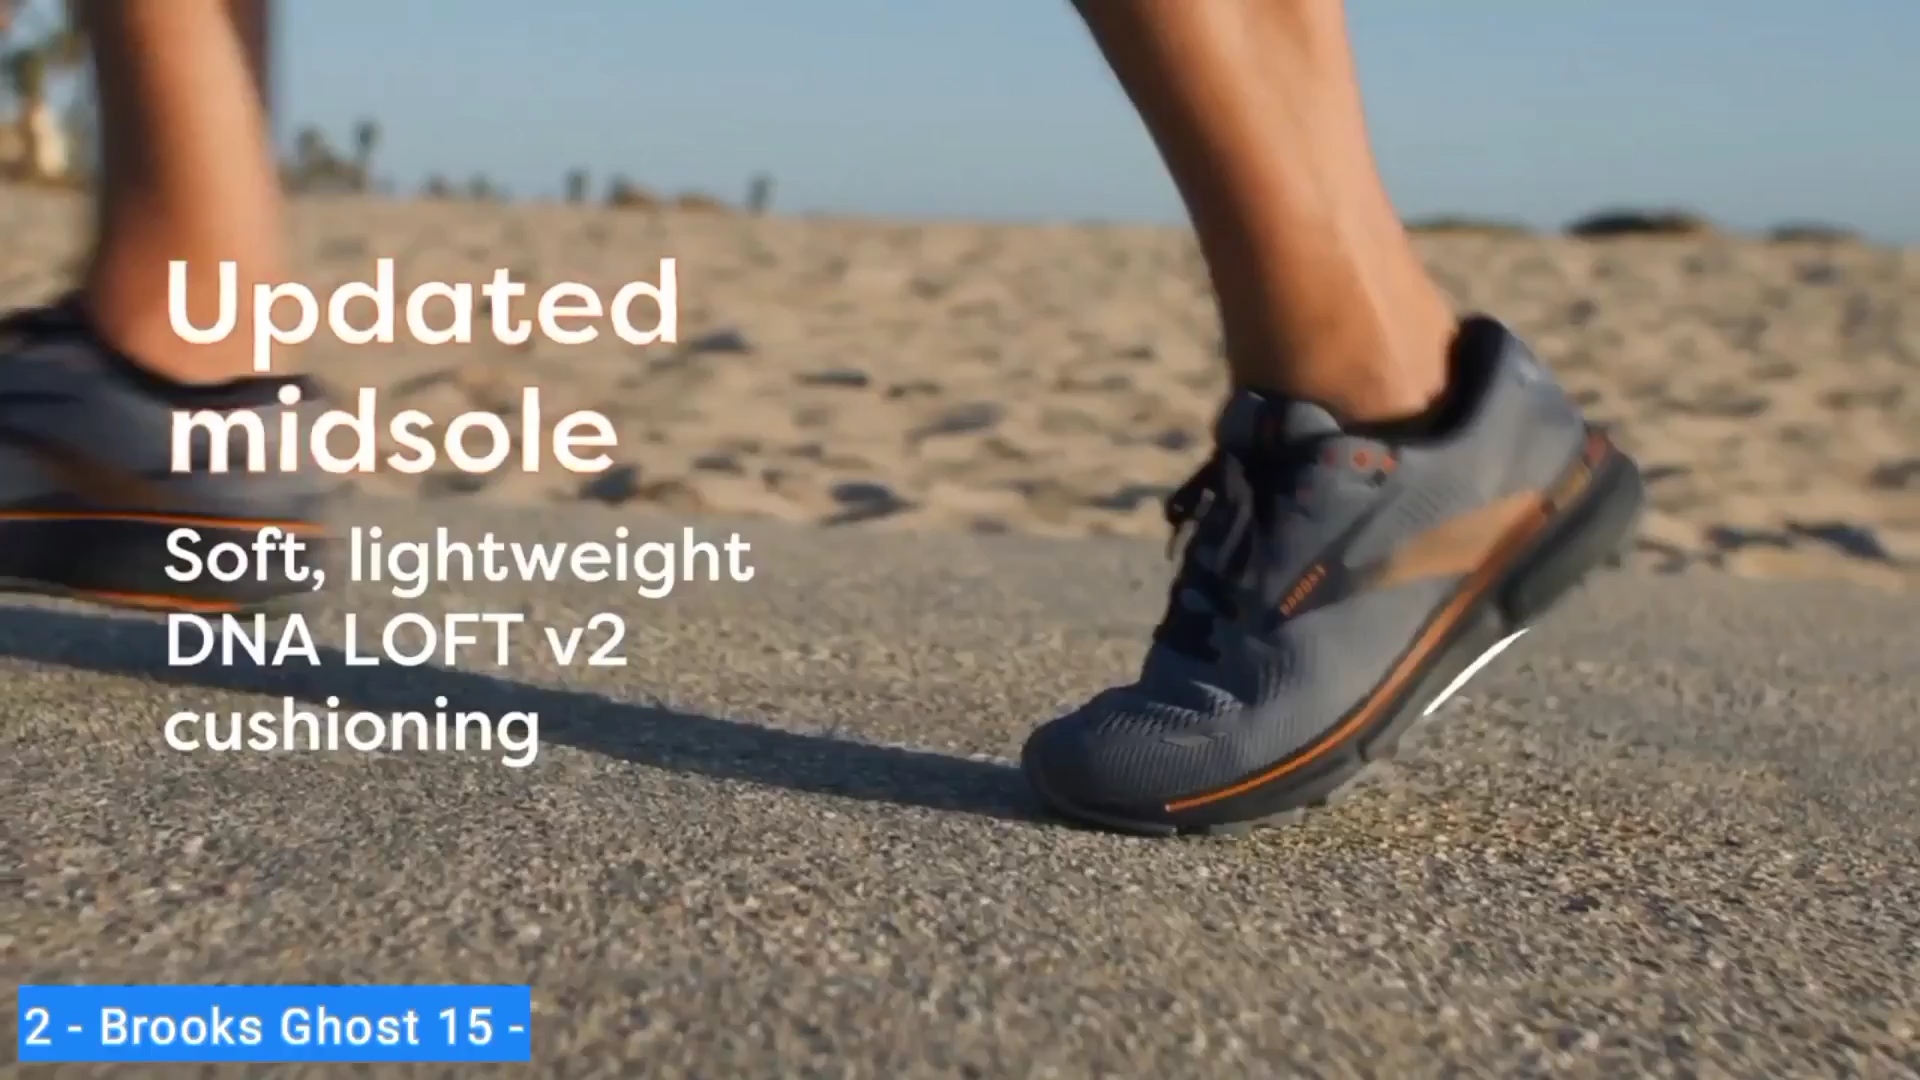 Updated
midsole
Soft, lightweight
DNA LOFT v2
cushioning
2 - Brooks Ghost 15 -